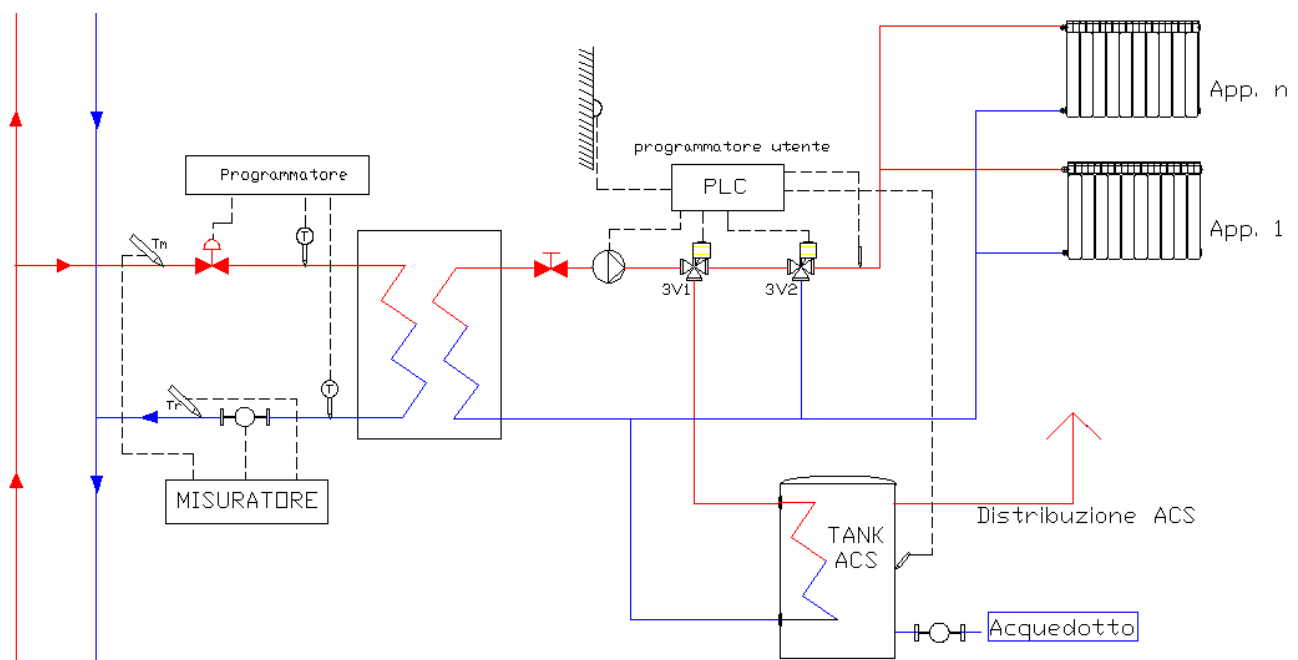 App. n
programmatore utente
Programmatore
PLC
App. 1
Tm
T
3V1
3V2
T
Tr
MISURATORE
Distribuzione ACS
TANK
ACS
Acquedotto